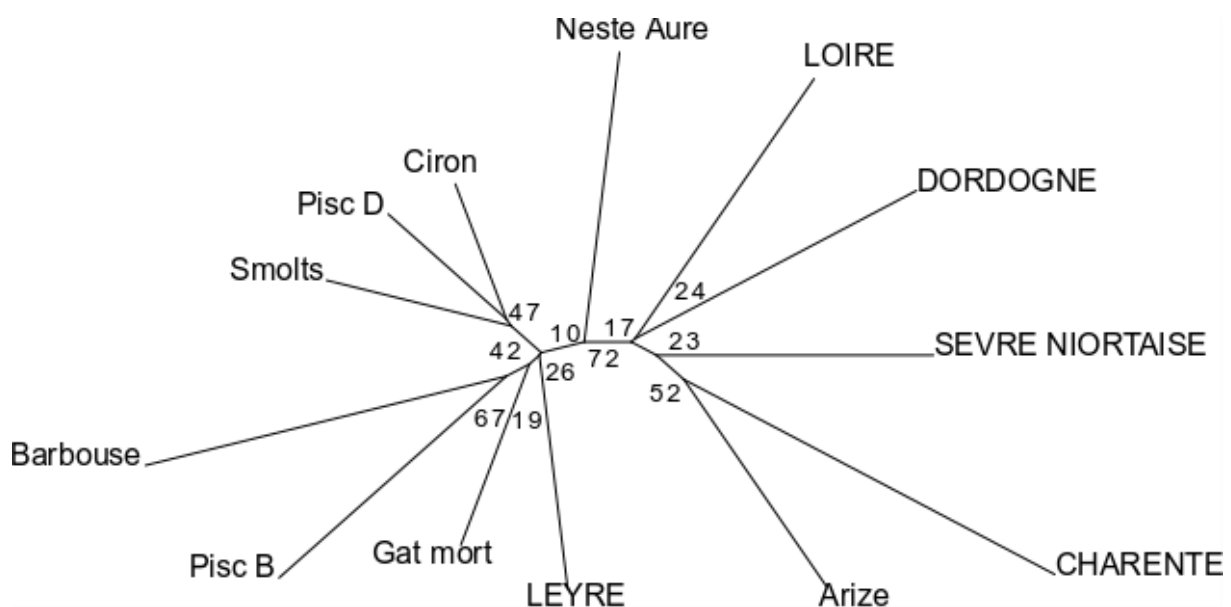 Neste Aure
LOIRE
Ciron
DORDOGNE
Pisc D
Smolts
24
47
10
17
23
SEVRE NIORTAISE
42
72
26
52
67
19
Barbouse
Gat mort
Pisc B
CHARENTE
LEYRE
Arize